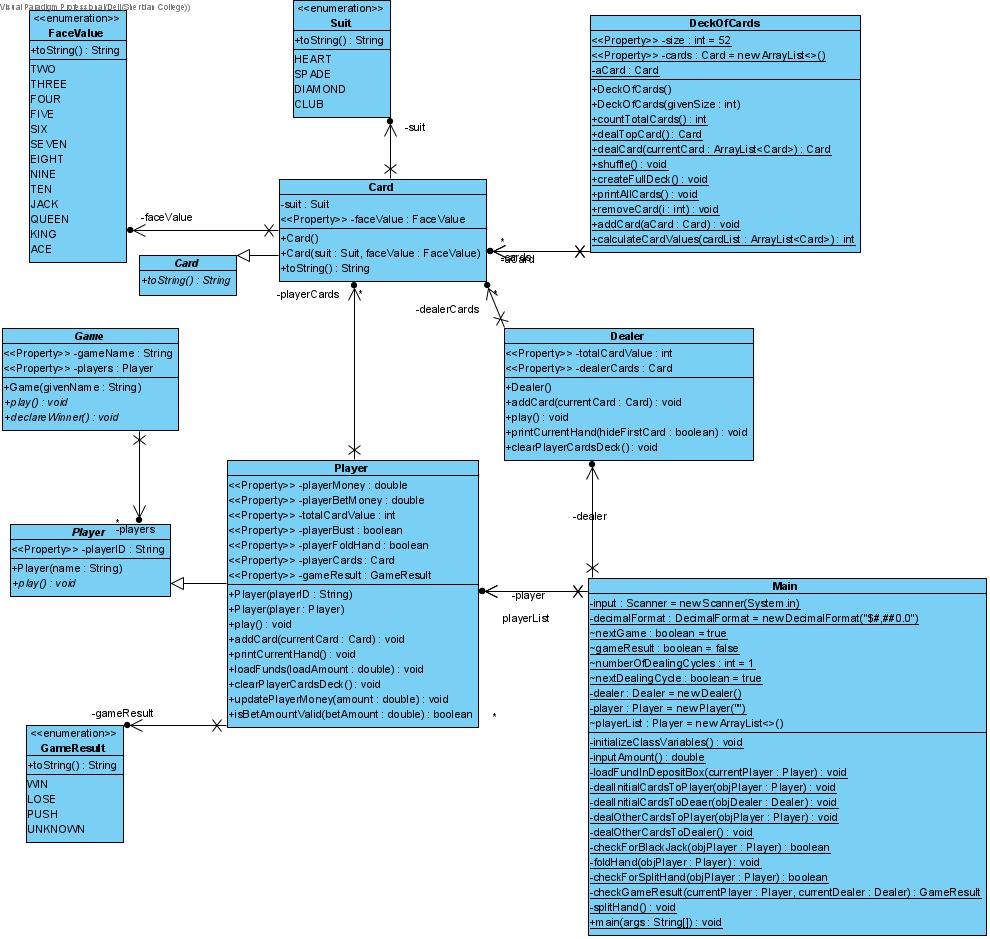 Visual Paradigm Professional(Dell(Sheridan College))
<<enumeration>>
FaceValue
+toString() : String
TWO
THREE
FOUR
FIVE
SIX
SEVEN
EIGHT
NINE
TEN
JACK
QUEEN
KING
ACE
<<enumeration>>
Suit
+toString() : String
HEART
SPADE
DIAMOND
CLUB
-suit
DeckOfCards
<<Property>> -size : int = 52
<<Property>> -cards : Card = new ArrayList<>()
-aCard : Card
+DeckOfCards()
+DeckOfCards(givenSize : int)
+countTotalCards() : int
+dealTopCard() : Card
+dealCard(currentCard : ArrayList<Card>) : Card
+shuffle() : void
+createFullDeck() : void
+printAllCards() : void
+removeCard(i : int) : void
+addCard(aCard : Card) : void
+calculateCardValues(cardList : ArrayList<Card>) : int
Card
-suit : Suit
<<Property>> -faceValue : FaceValue
+Card()
+Card(suit : Suit, faceValue : FaceValue)
+toString() : String
-faceValue
*
-cards
-aCard
Card
+toString() : String
-playerCards
*
-dealerCards
*
Game
<<Property>> -gameName : String
<<Property>> -players : Player
+Game(givenName : String)
+play() : void
+declareWinner() : void
Dealer
<<Property>> -totalCardValue : int
<<Property>> -dealerCards : Card
+Dealer()
+addCard(currentCard : Card) : void
+play() : void
+printCurrentHand(hideFirstCard : boolean) : void
+clearPlayerCardsDeck() : void
*
-players
Player
<<Property>> -playerID : String
+Player(name : String)
+play() : void
Player
<<Property>> -playerMoney : double
<<Property>> -playerBetMoney : double
<<Property>> -totalCardValue : int
<<Property>> -playerBust : boolean
<<Property>> -playerFoldHand : boolean
<<Property>> -playerCards : Card
<<Property>> -gameResult : GameResult
+Player(playerID : String)
+Player(player : Player)
+play() : void
+addCard(currentCard : Card) : void
+printCurrentHand() : void
+loadFunds(loadAmount : double) : void
+clearPlayerCardsDeck() : void
+updatePlayerMoney(amount : double) : void
+isBetAmountValid(betAmount : double) : boolean
-dealer
-player
playerList
*
Main
-input : Scanner = new Scanner(System.in)
-decimalFormat : DecimalFormat = new DecimalFormat("$#,##0.0")
~nextGame : boolean = true
~gameResult : boolean = false
~numberOfDealingCycles : int = 1
~nextDealingCycle : boolean = true
-dealer : Dealer = new Dealer()
-player : Player = new Player("")
~playerList : Player = new ArrayList<>()
-initializeClassVariables() : void
-inputAmount() : double
-loadFundInDepositBox(currentPlayer : Player) : void
-dealInitialCardsToPlayer(objPlayer : Player) : void
-dealInitialCardsToDeaer(objDealer : Dealer) : void
-dealOtherCardsToPlayer(objPlayer : Player) : void
-dealOtherCardsToDealer() : void
-checkForBlackJack(objPlayer : Player) : boolean
-foldHand(objPlayer : Player) : void
-checkForSplitHand(objPlayer : Player) : boolean
-checkGameResult(currentPlayer : Player, currentDealer : Dealer) : GameResult
-splitHand() : void
+main(args : String[]) : void
-gameResult
<<enumeration>>
GameResult
+toString() : String
WIN
LOSE
PUSH
UNKNOWN